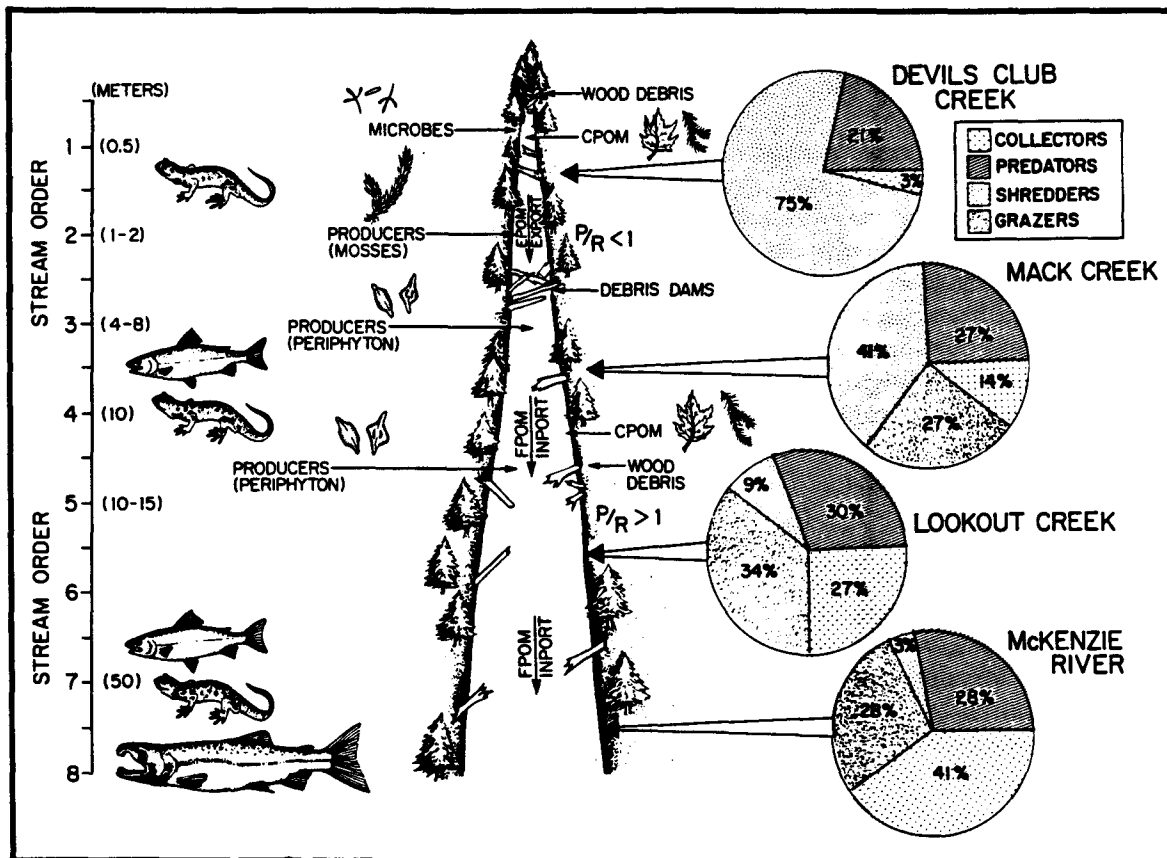 (METERS)
STREAM ORDER
STREAM ORDER
1
(0.5)
2
(1-2)
3
(4-8)
4
(10)
5
(10-15)
6
7
(50)
8
MICROBES
PRODUCERS
(MOSSES)
PRODUCERS
(PERIPHYTON)
PRODUCERS
(PERIPHYTON)
WOOD DEBRIS
CPOM
FPOM
EXPORT
P/R < 1
DEBRIS DAMS
FPOM
INPORT
CPOM
WOOD
DEBRIS
P/R > 1
FPOM
INPORT
DEVILS CLUB
CREEK
21%
3%
75%
COLLECTORS
PREDATORS
SHREDDERS
GRAZERS
MACK CREEK
41%
27%
14%
27%
LOOKOUT CREEK
9%
30%
34%
27%
McKENZIE
RIVER
3%
28%
28%
41%